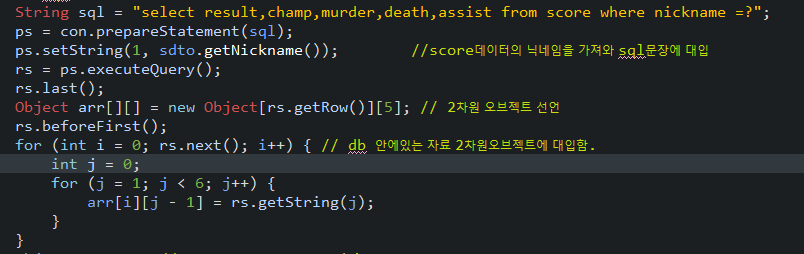 String sql = "select result,champ,murder,death,assist from score where nickname =?";
ps = con.prepareStatement(sql);
ps.setString(1, sdto.getNickname());        //score데이터의 닉네임을 가져와 sql문장에 대입
rs = ps.executeQuery();
rs.last();
Object arr[][] = new Object[rs.getRow()][5]; // 2차원 오브젝트 선언
rs.beforeFirst();
for (int i = 0; rs.next(); i++) { // db 안에있는 자료 2차원오브젝트에 대입함.
    int j = 0;
    for (j = 1; j < 6; j++) {
        arr[i][j - 1] = rs.getString(j);
    }
}